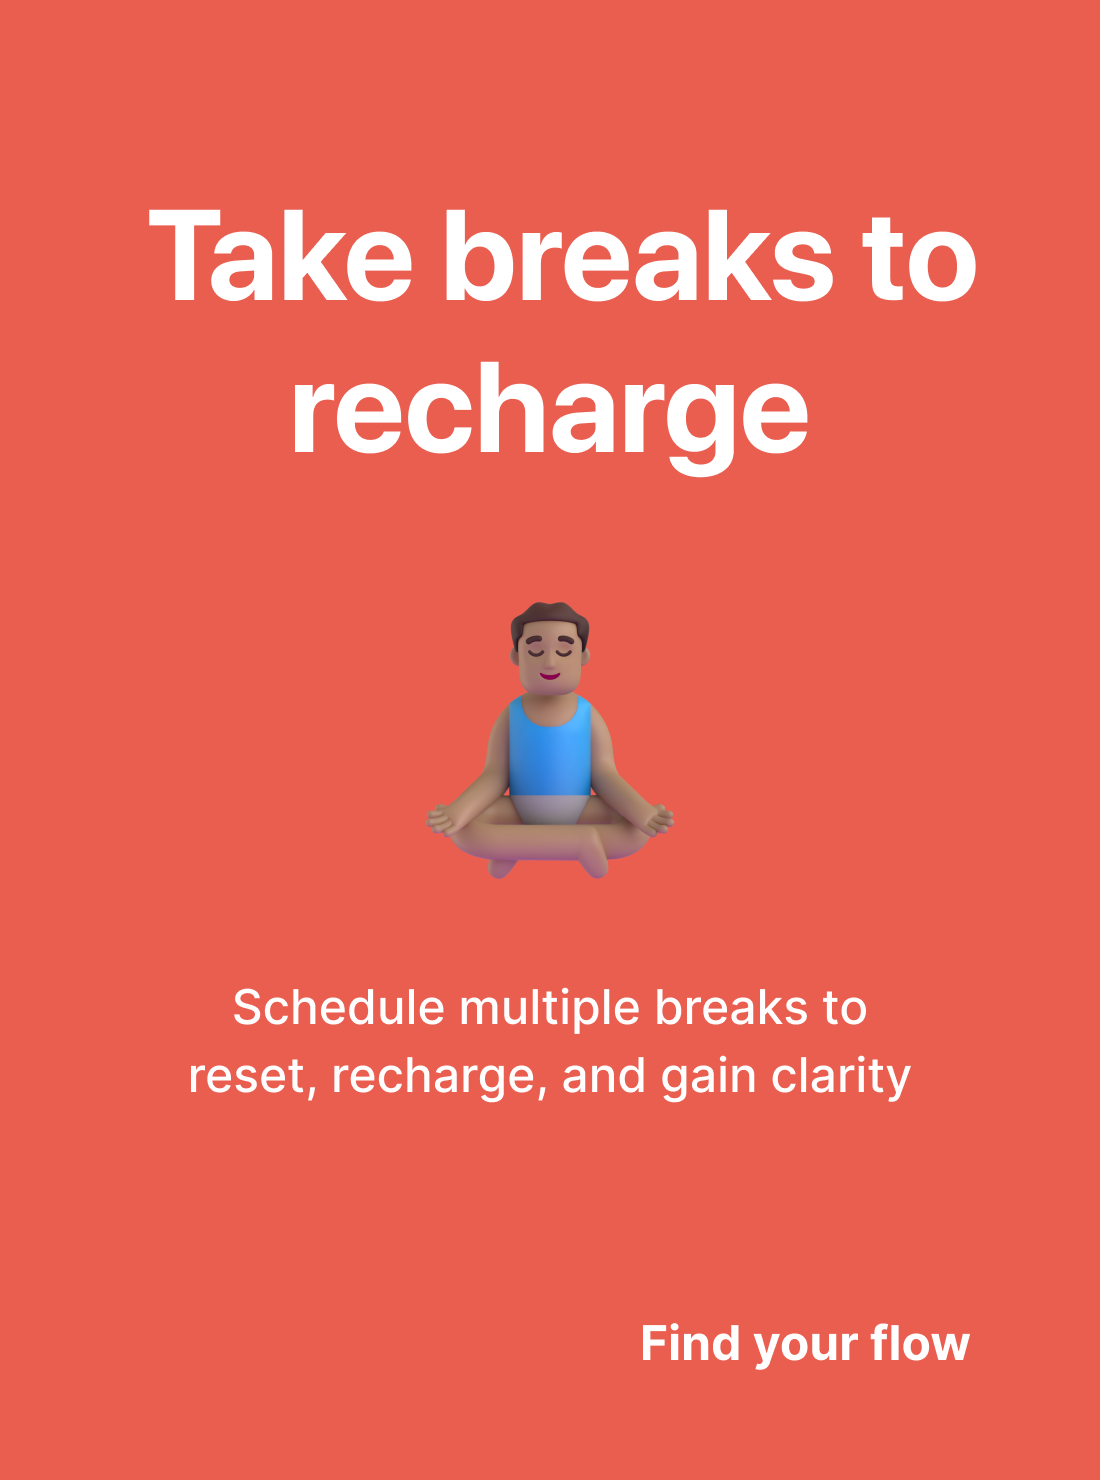 Take breaks to
recharge
Schedule multiple breaks to
reset, recharge, and gain clarity
Find your flow